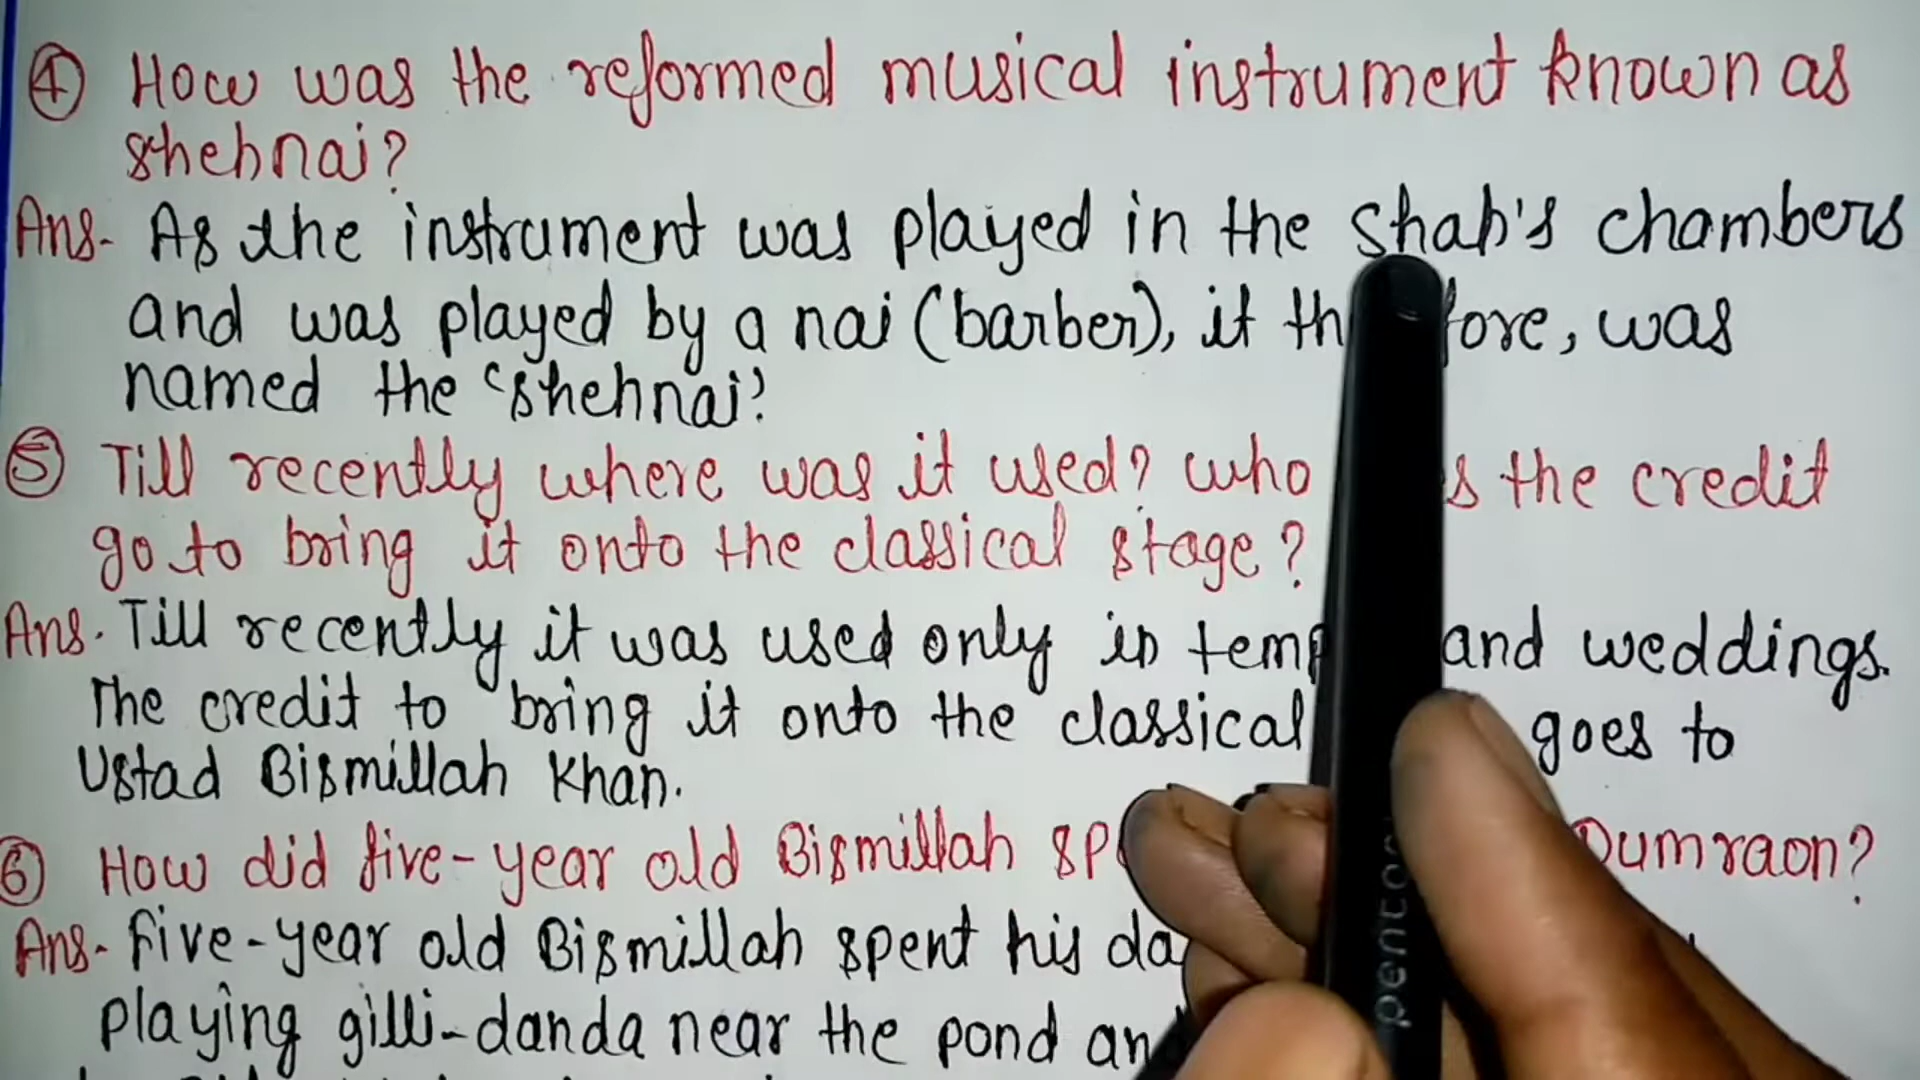 ④ How was the reformed musical instrument known as
shehnai?
Ans- As the instrument was played in the Shah's chambers
and was played by a nai (barber), it th fore, was
named the 'shehnai'
⑤ Till recently where was it used? who s the credit
go to bring it onto the classical stage?
Ans. Till recently it was used only in temp and weddings.
The credit to bring it onto the classical goes to
Ustad Bismillah Khan.
⑥ How did five-year old Bismillah sp Dumraon?
Ans- Five-year old Bismillah spent his da
playing gilli-danda near the pond an
pentonic